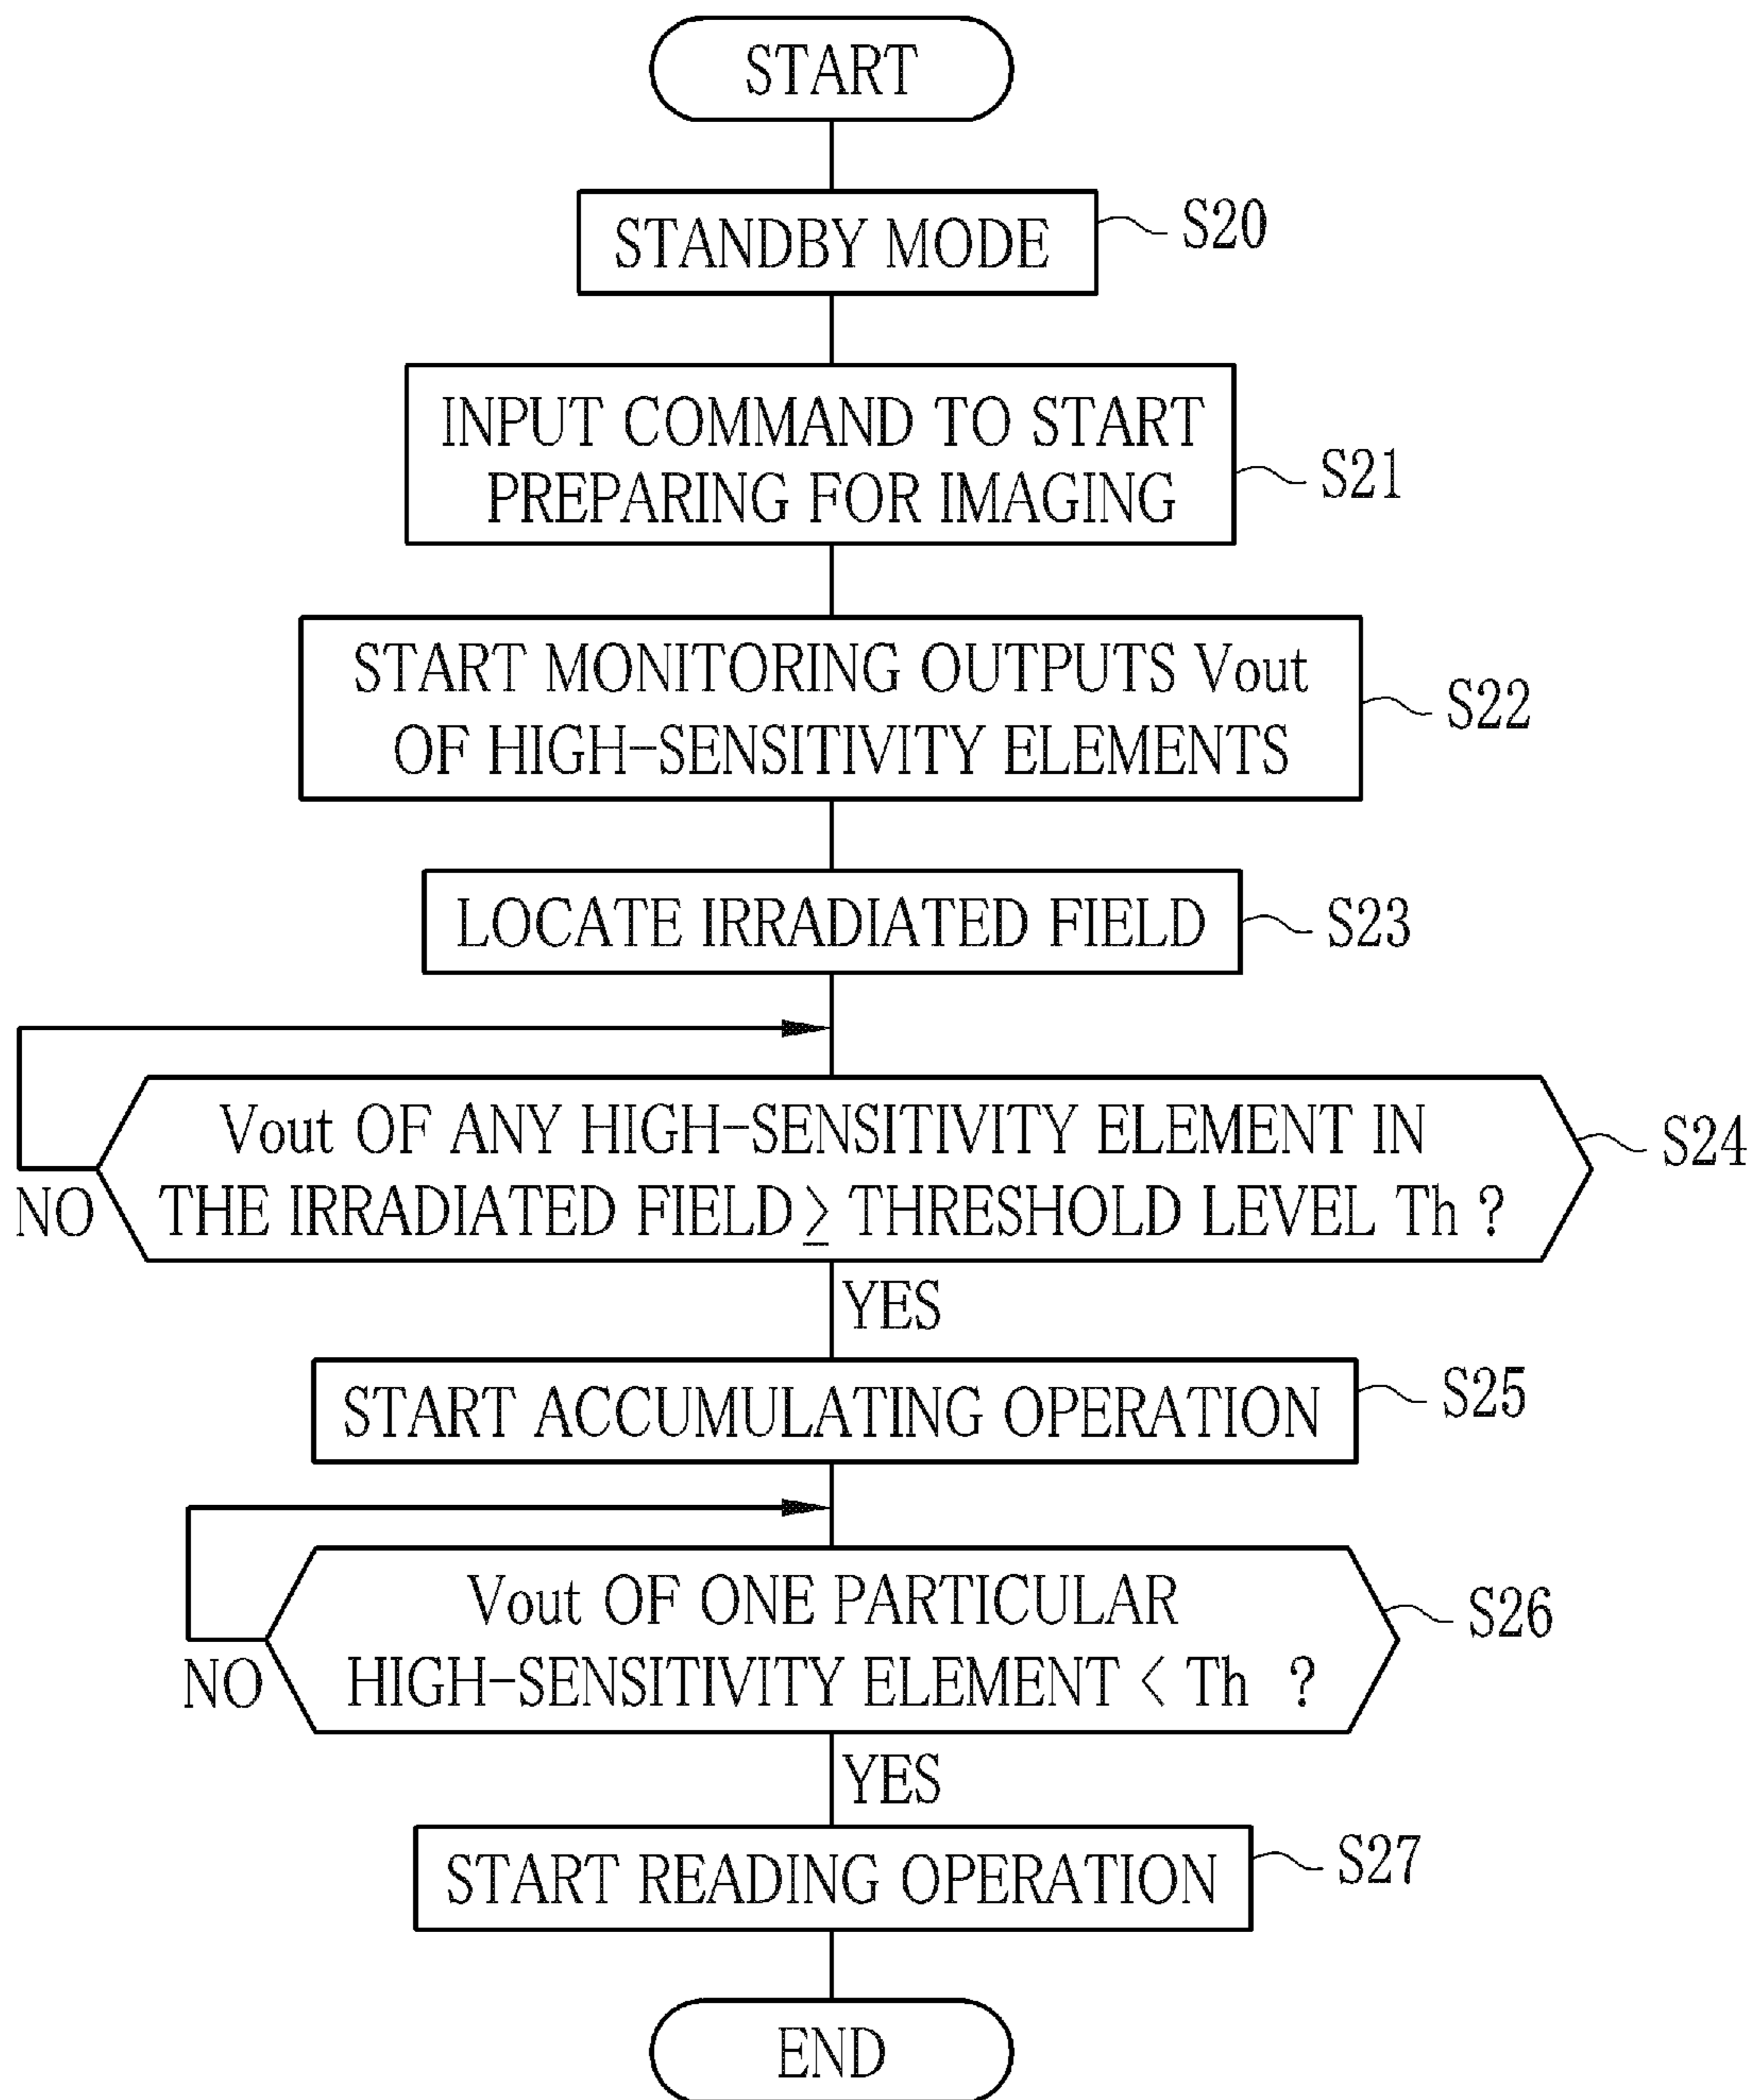 START
STANDBY MODE
S20
INPUT COMMAND TO START
PREPARING FOR IMAGING
S21
START MONITORING OUTPUTS Vout
OF HIGH-SENSITIVITY ELEMENTS
S22
LOCATE IRRADIATED FIELD
S23
Vout OF ANY HIGH-SENSITIVITY ELEMENT IN
THE IRRADIATED FIELD ≥ THRESHOLD LEVEL Th ?
S24
NO
YES
START ACCUMULATING OPERATION
S25
Vout OF ONE PARTICULAR
HIGH-SENSITIVITY ELEMENT < Th ?
S26
NO
YES
START READING OPERATION
S27
END